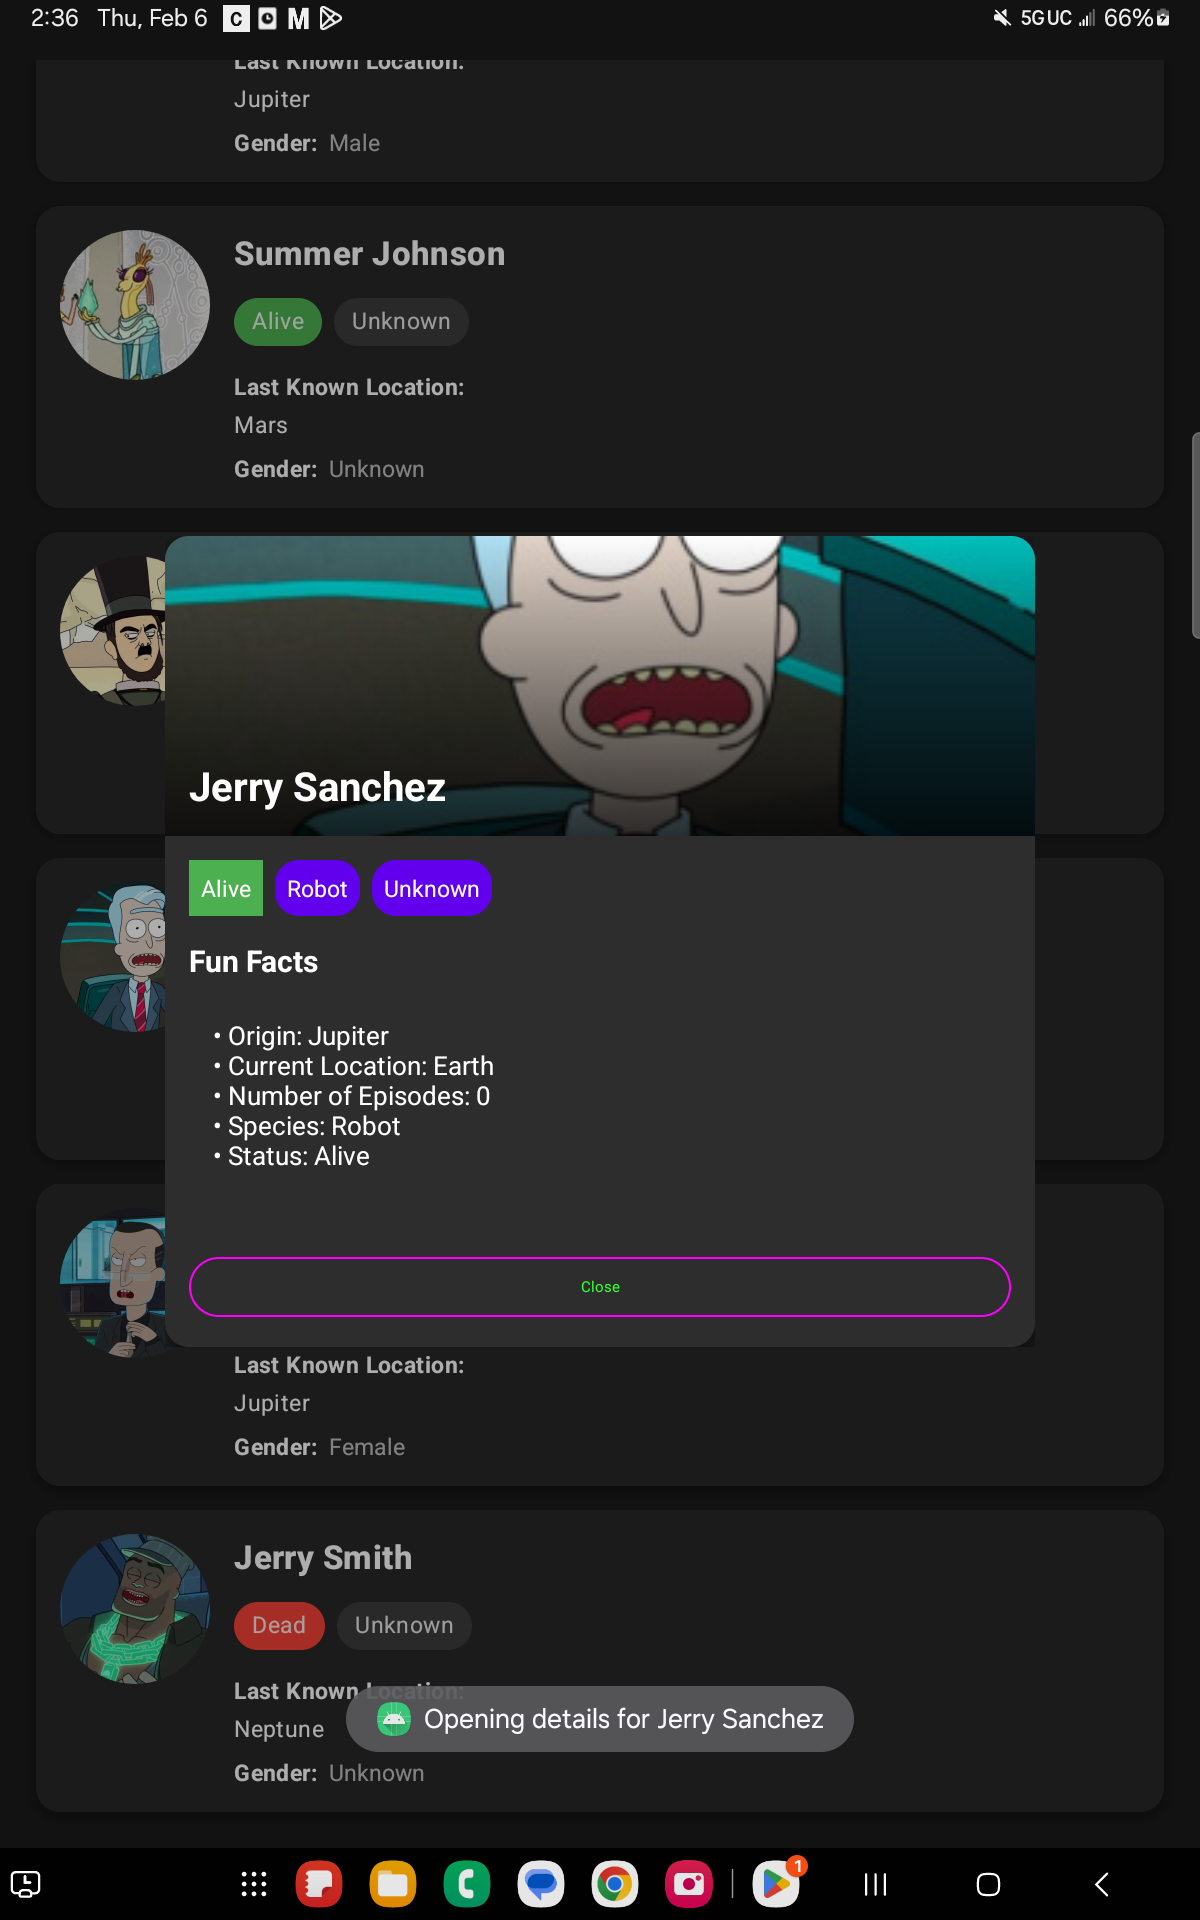 2:36 Thu, Feb 6 C M 5G UC 66%
Last Known Location:
Jupiter
Gender: Male
Summer Johnson
Alive Unknown
Last Known Location:
Mars
Gender: Unknown
Jerry Sanchez
Alive Robot Unknown
Fun Facts
• Origin: Jupiter
• Current Location: Earth
• Number of Episodes: 0
• Species: Robot
• Status: Alive
Close
Last Known Location:
Jupiter
Gender: Female
Jerry Smith
Dead Unknown
Last Known Location:
Neptune
Opening details for Jerry Sanchez
Gender: Unknown
1